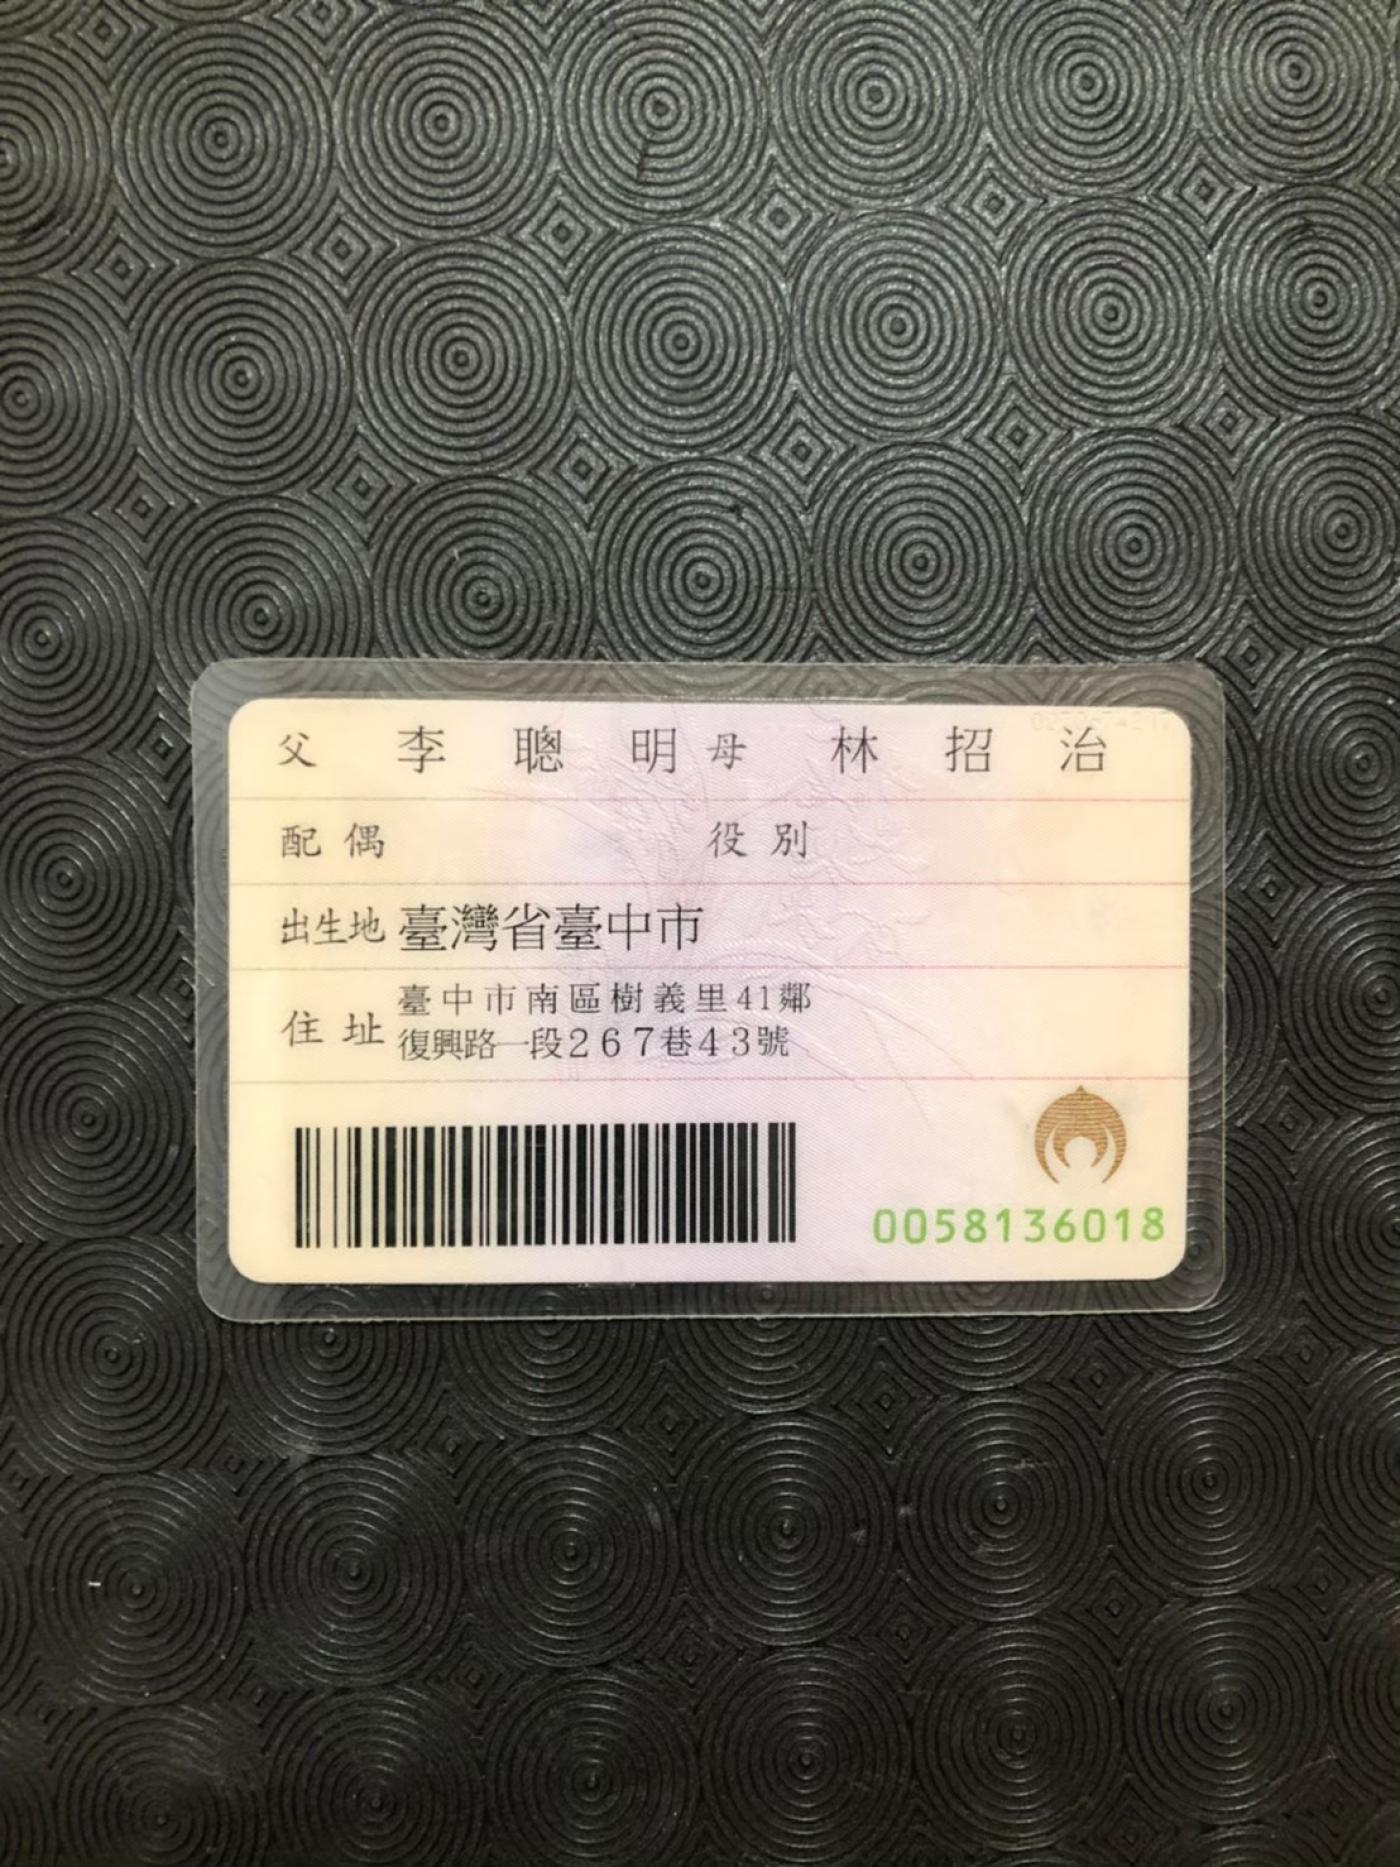 父 李聰明 母 林招治
配偶 役別
出生地 臺灣省臺中市
住址 臺中市南區樹義里41鄰
復興路一段267巷43號
0058136018